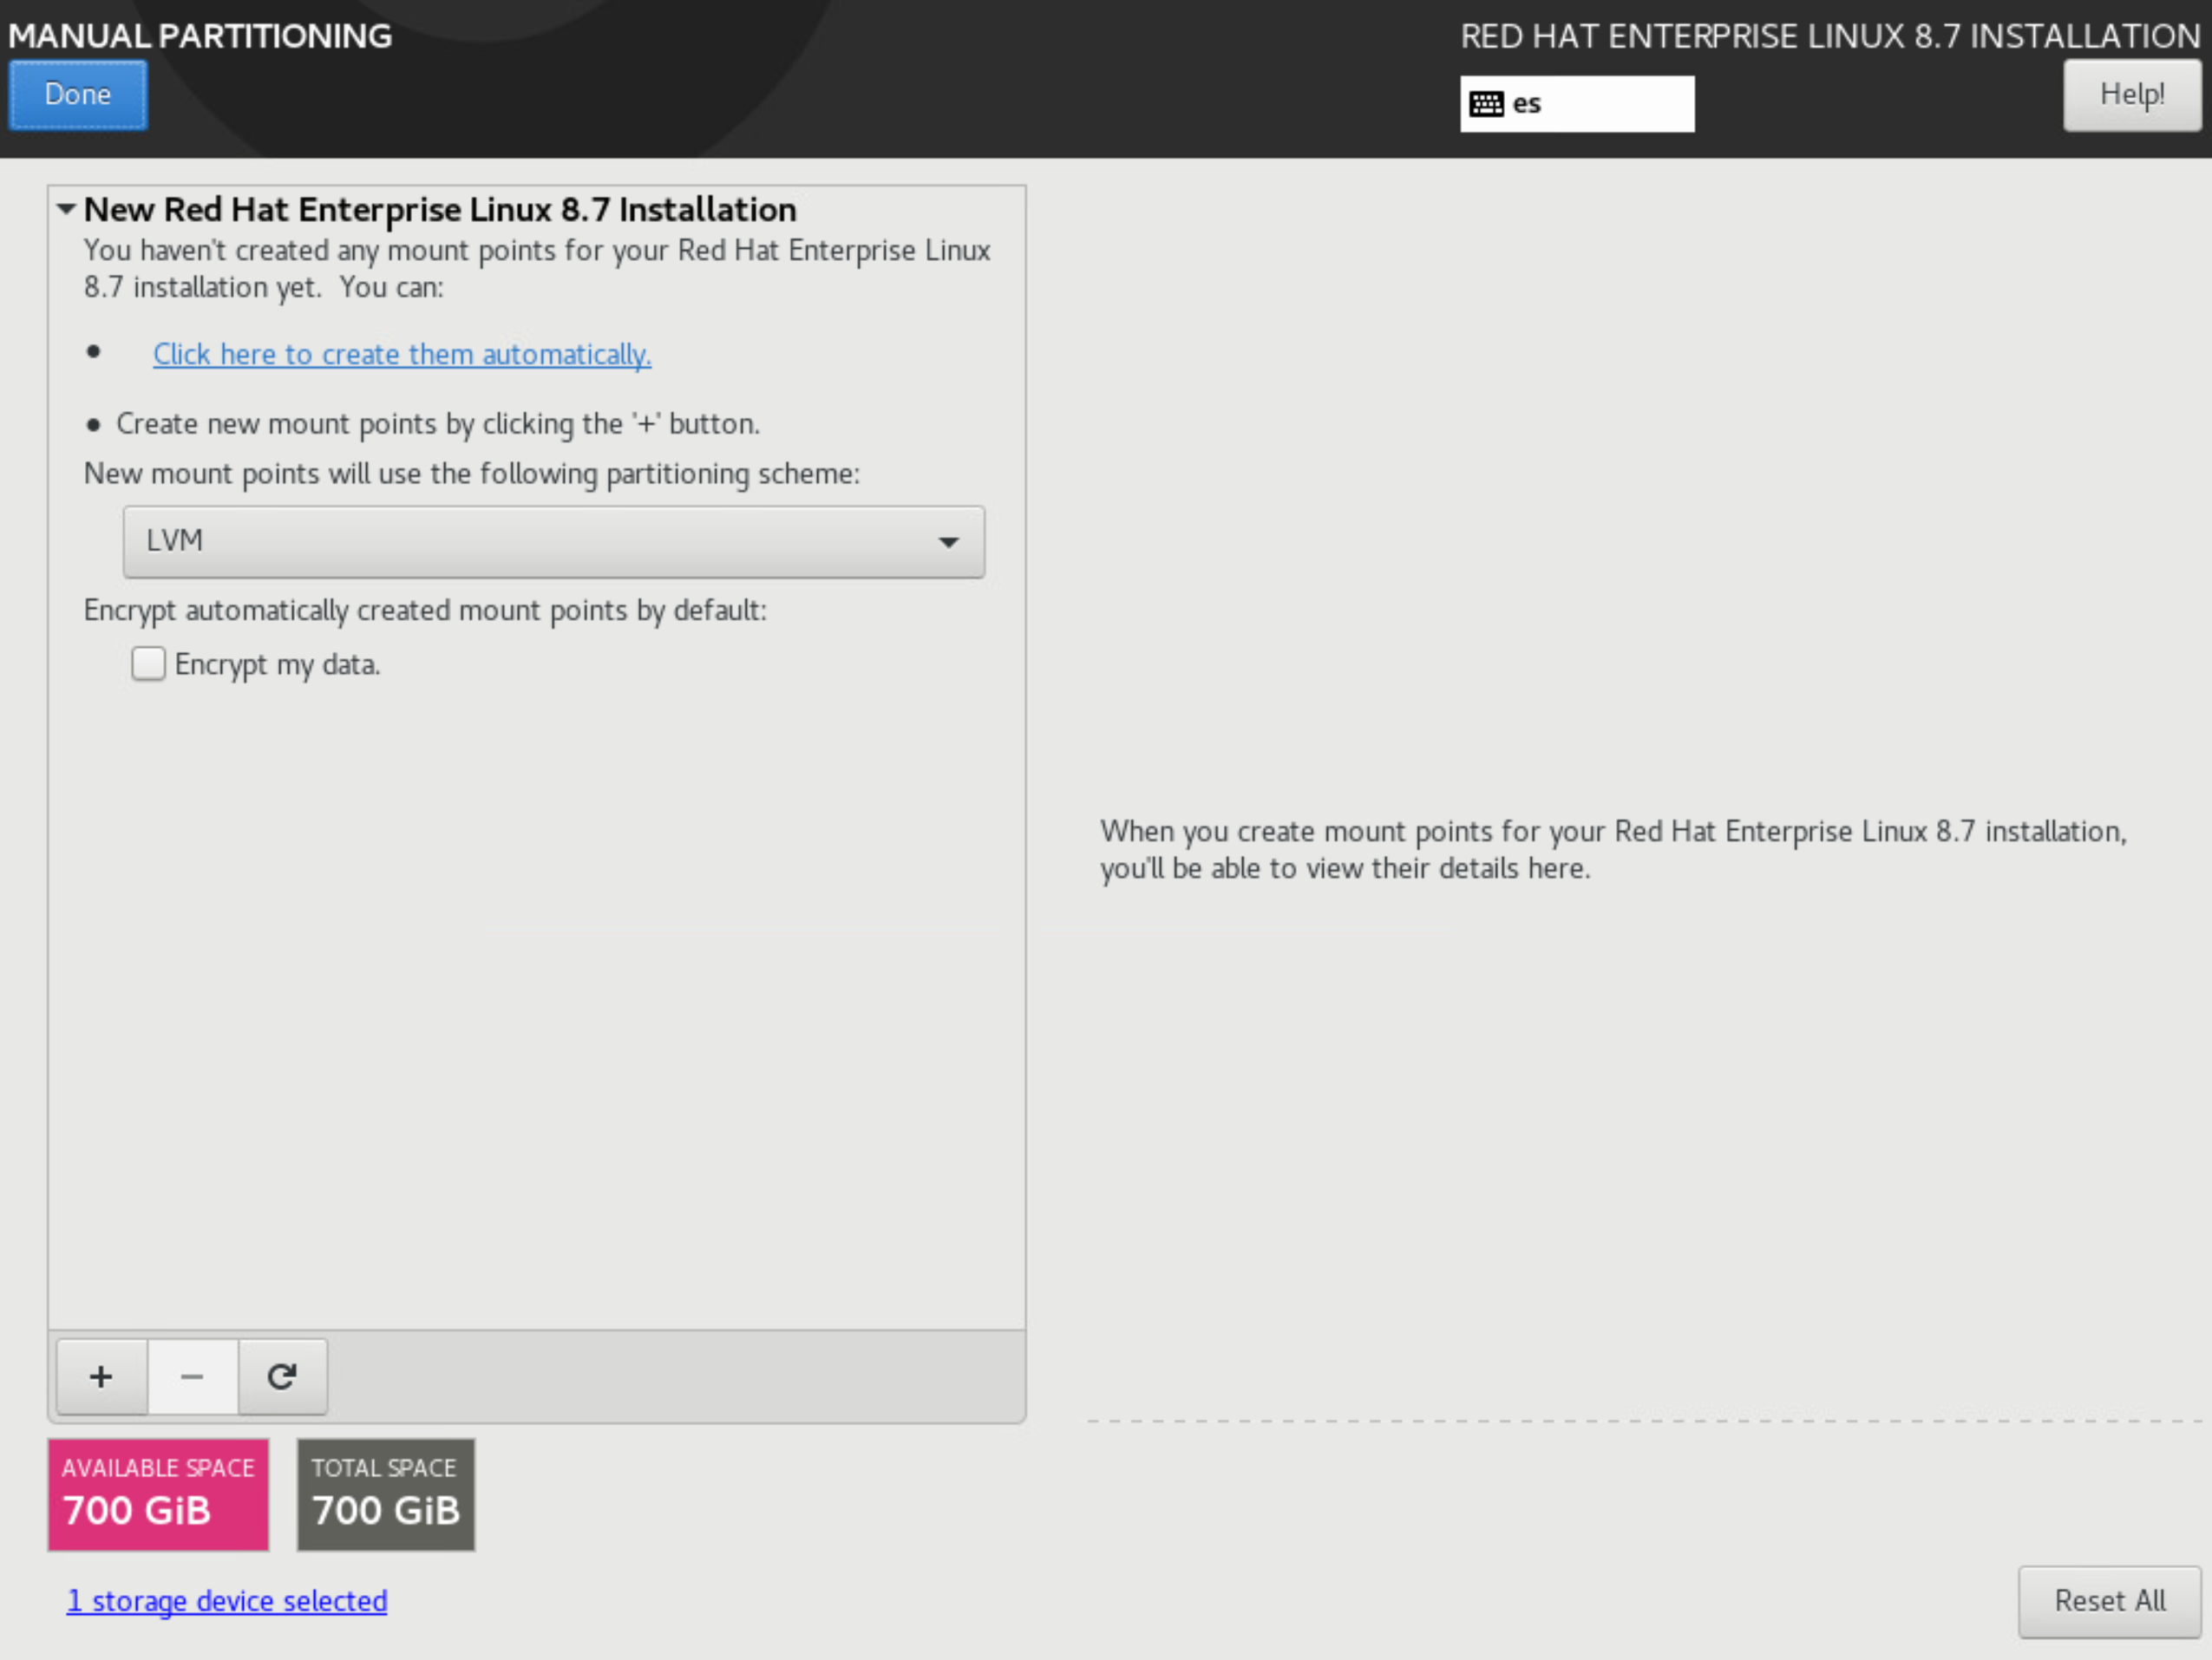 MANUAL PARTITIONING
Done
RED HAT ENTERPRISE LINUX 8.7 INSTALLATION
es
Help!
New Red Hat Enterprise Linux 8.7 Installation
You haven't created any mount points for your Red Hat Enterprise Linux
8.7 installation yet.  You can:
Click here to create them automatically.
Create new mount points by clicking the '+' button.
New mount points will use the following partitioning scheme:
LVM
Encrypt automatically created mount points by default:
Encrypt my data.
When you create mount points for your Red Hat Enterprise Linux 8.7 installation,
you'll be able to view their details here.
AVAILABLE SPACE
700 GiB
TOTAL SPACE
700 GiB
1 storage device selected
Reset All